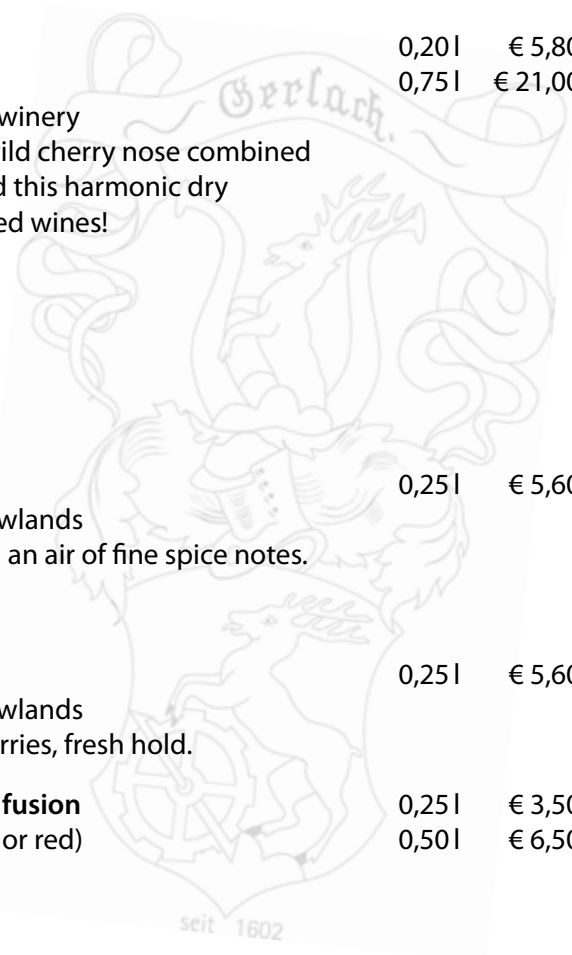 0,20 l € 5,80
0,75 l € 21,00
Gerlach.
winery
ild cherry nose combined
d this harmonic dry
ed wines!
0,25 l € 5,60
wlands
an air of fine spice notes.
0,25 l € 5,60
wlands
rries, fresh hold.
fusion 0,25 l € 3,50
or red) 0,50 l € 6,50
seit 1602